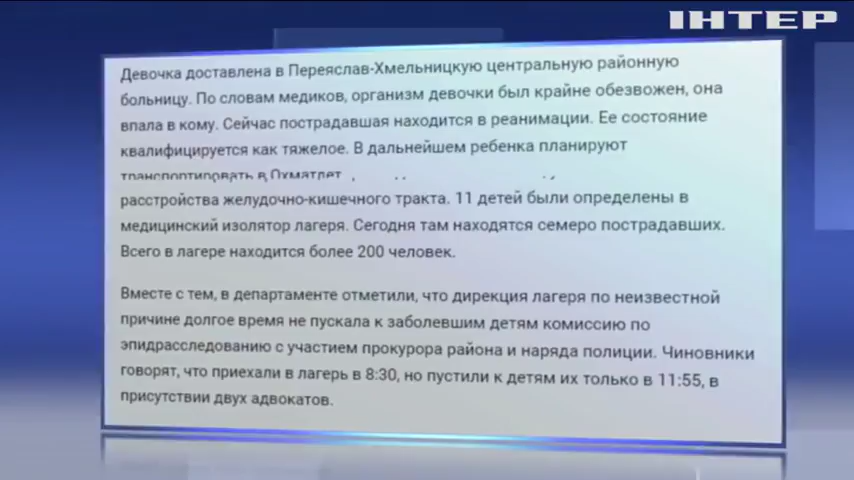 ІНТЕР
Девочка доставлена в Переяслав-Хмельницкую центральную районную
больницу. По словам медиков, организм девочки был крайне обезвожен, она
впала в кому. Сейчас пострадавшая находится в реанимации. Ее состояние
квалифицируется как тяжелое. В дальнейшем ребенка планируют
транспортировать в Охматдет
расстройства желудочно-кишечного тракта. 11 детей были определены в
медицинский изолятор лагеря. Сегодня там находятся семеро пострадавших.
Всего в лагере находится более 200 человек.
Вместе с тем, в департаменте отметили, что дирекция лагеря по неизвестной
причине долгое время не пускала к заболевшим детям комиссию по
эпидрасследованию с участием прокурора района и наряда полиции. Чиновники
говорят, что приехали в лагерь в 8:30, но пустили к детям их только в 11:55, в
присутствии двух адвокатов.